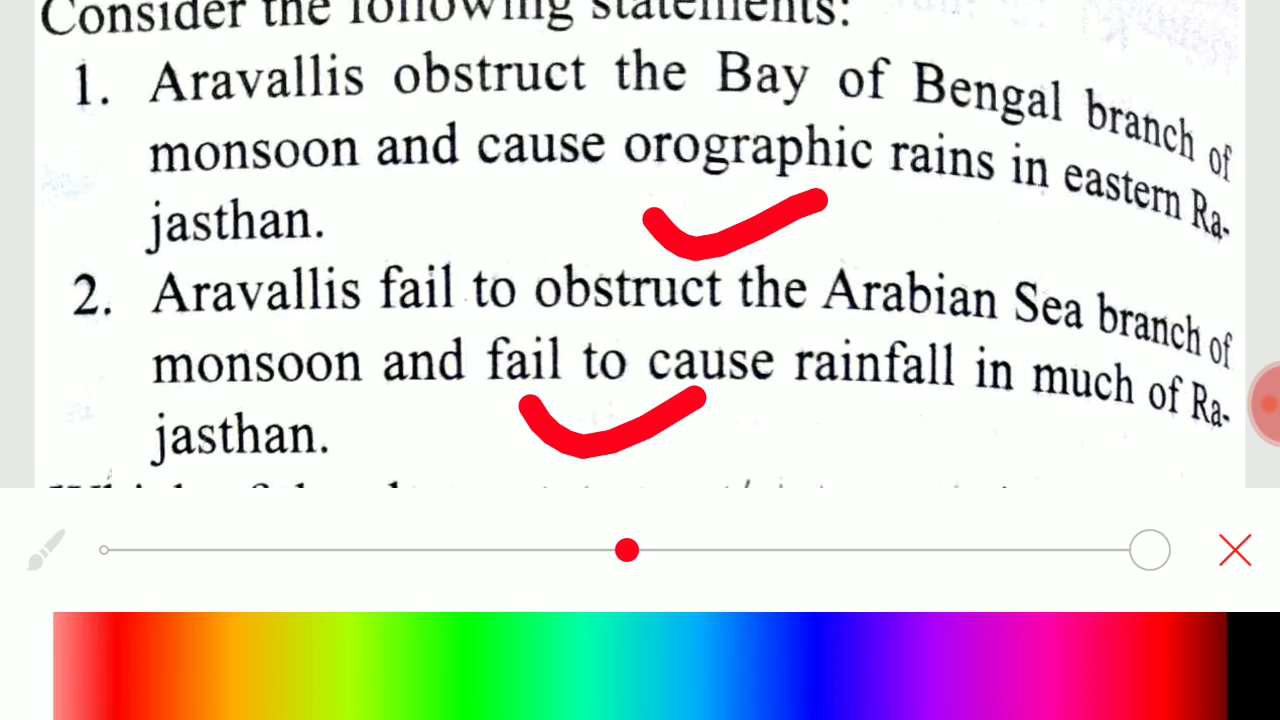 Consider the following statements:
1. Aravallis obstruct the Bay of Bengal branch of
monsoon and cause orographic rains in eastern Ra-
jasthan.
2. Aravallis fail to obstruct the Arabian Sea branch of
monsoon and fail to cause rainfall in much of Ra-
jasthan.